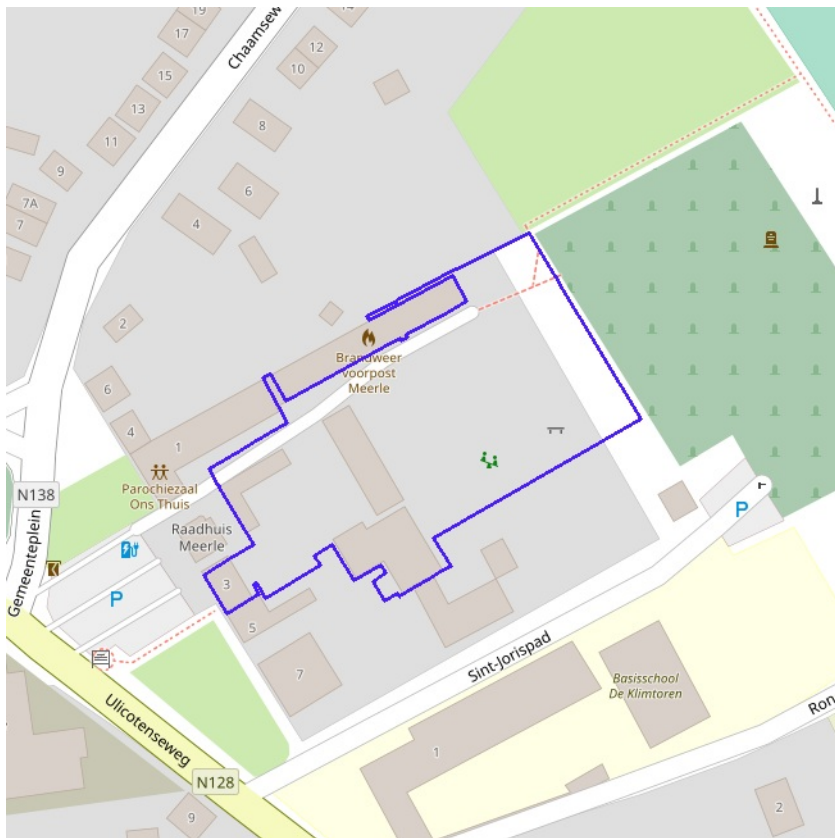 19
17
14
Chaamsew
12
15
10
13
8
11
9
6
7A
7
4
2
Brandweer
voorpost
Meerle
6
4
1
Parochiezaal
Ons Thuis
N138
Raadhuis
Meerle
P
3
P
Gemeenteplein
5
Sint-Jorispad
7
Basisschool
De Klimtoren
Ulicotenseweg
Ron
1
N128
2
9